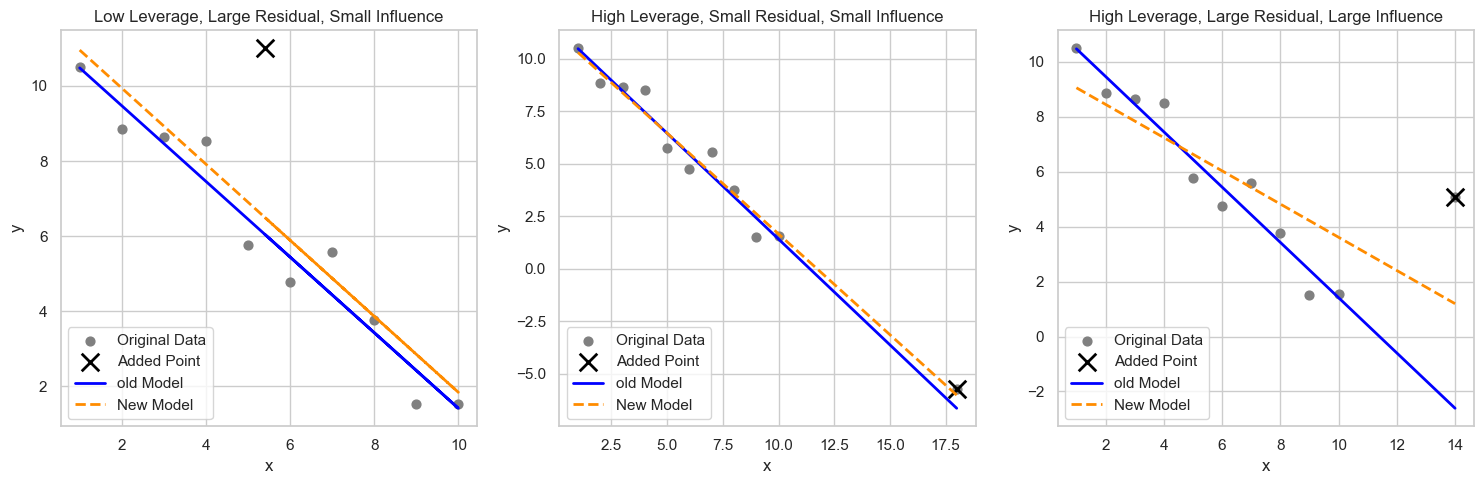 Low Leverage, Large Residual, Small Influence
y
10
8
6
4
2
Original Data
Added Point
old Model
New Model
2
4
6
8
10
x
High Leverage, Small Residual, Small Influence
y
10.0
7.5
5.0
2.5
0.0
−2.5
−5.0
Original Data
Added Point
old Model
New Model
2.5
5.0
7.5
10.0
12.5
15.0
17.5
x
High Leverage, Large Residual, Large Influence
y
10
8
6
4
2
0
−2
Original Data
Added Point
old Model
New Model
2
4
6
8
10
12
14
x